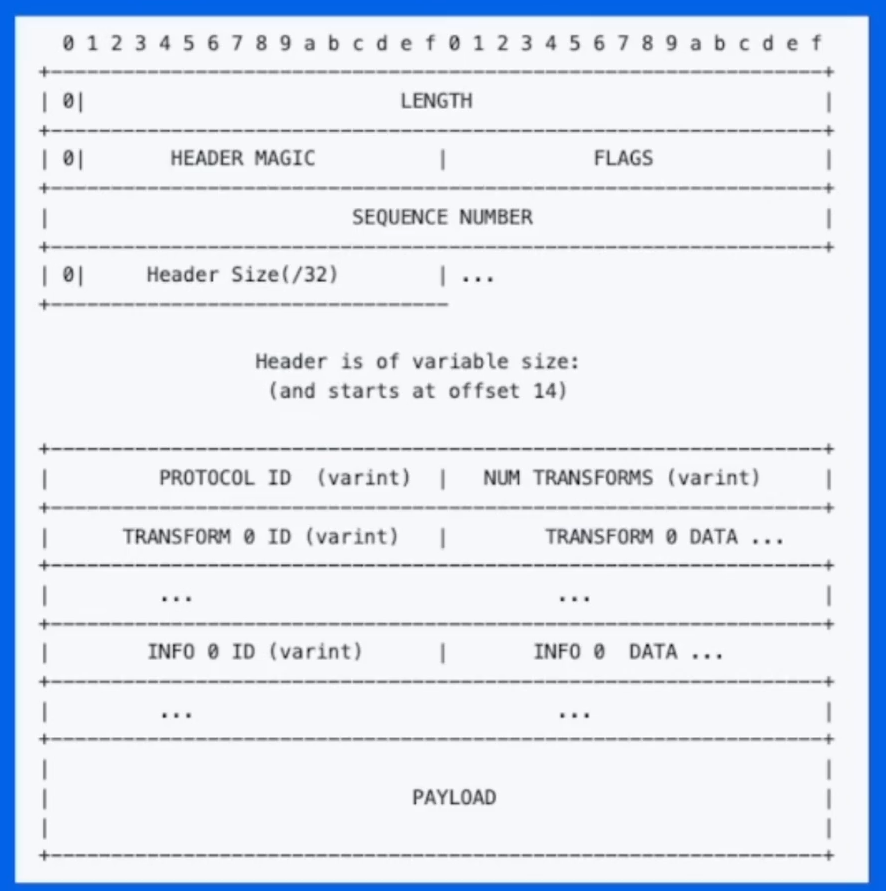 0 1 2 3 4 5 6 7 8 9 a b c d e f 0 1 2 3 4 5 6 7 8 9 a b c d e f
+----------------------------------------------------------------+
| 0| LENGTH |
+----------------------------------------------------------------+
| 0| HEADER MAGIC | FLAGS |
+----------------------------------------------------------------+
| SEQUENCE NUMBER |
+----------------------------------------------------------------+
| 0| Header Size(/32) | ...
+---------------------------------
Header is of variable size:
(and starts at offset 14)
+----------------------------------------------------------------+
| PROTOCOL ID (varint) | NUM TRANSFORMS (varint) |
+----------------------------------------------------------------+
| TRANSFORM 0 ID (varint) | TRANSFORM 0 DATA ...
+----------------------------------------------------------------+
| ... ... |
+----------------------------------------------------------------+
| INFO 0 ID (varint) | INFO 0 DATA ...
+----------------------------------------------------------------+
| ... ... |
+----------------------------------------------------------------+
| |
| PAYLOAD |
| |
+----------------------------------------------------------------+